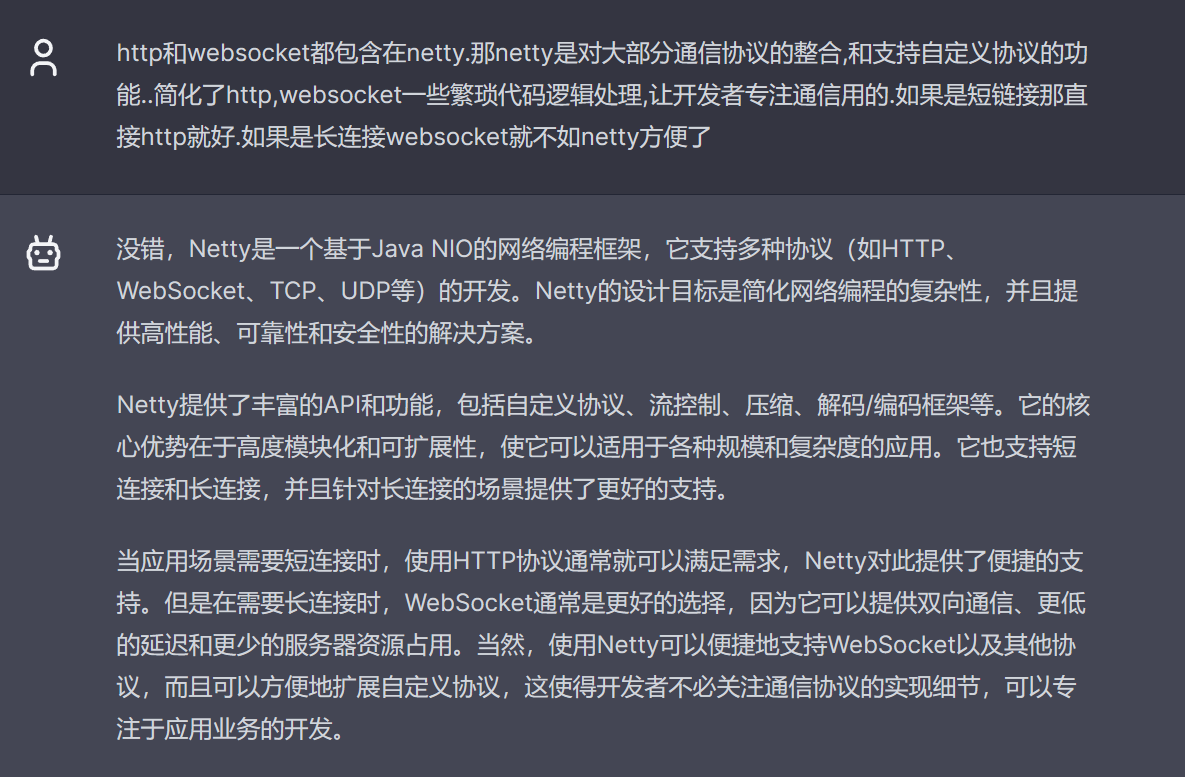 http和websocket都包含在netty.那netty是对大部分通信协议的整合,和支持自定义协议的功
能..简化了http,websocket一些繁琐代码逻辑处理,让开发者专注通信用的.如果是短链接那直
接http就好.如果是长连接websocket就不如netty方便了
没错，Netty是一个基于Java NIO的网络编程框架，它支持多种协议（如HTTP、
WebSocket、TCP、UDP等）的开发。Netty的设计目标是简化网络编程的复杂性，并且提
供高性能、可靠性和安全性的解决方案。
Netty提供了丰富的API和功能，包括自定义协议、流控制、压缩、解码/编码框架等。它的核
心优势在于高度模块化和可扩展性，使它可以适用于各种规模和复杂度的应用。它也支持短
连接和长连接，并且针对长连接的场景提供了更好的支持。
当应用场景需要短连接时，使用HTTP协议通常就可以满足需求，Netty对此提供了便捷的支
持。但是在需要长连接时，WebSocket通常是更好的选择，因为它可以提供双向通信、更低
的延迟和更少的服务器资源占用。当然，使用Netty可以便捷地支持WebSocket以及其他协
议，而且可以方便地扩展自定义协议，这使得开发者不必关注通信协议的实现细节，可以专
注于应用业务的开发。